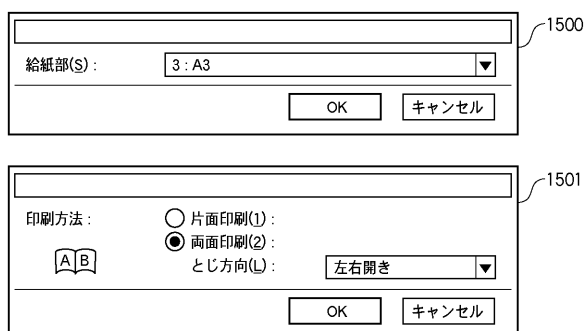 1500
給紙部(S) : 3 : A3
OK キャンセル
1501
印刷方法 : 片面印刷(1) :
両面印刷(2) :
A B
とじ方向(L) : 左右開き
OK キャンセル